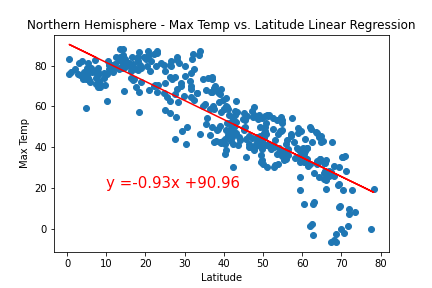 Northern Hemisphere - Max Temp vs. Latitude Linear Regression
Max Temp
80
60
40
20
0
y =-0.93x +90.96
0 10 20 30 40 50 60 70 80
Latitude